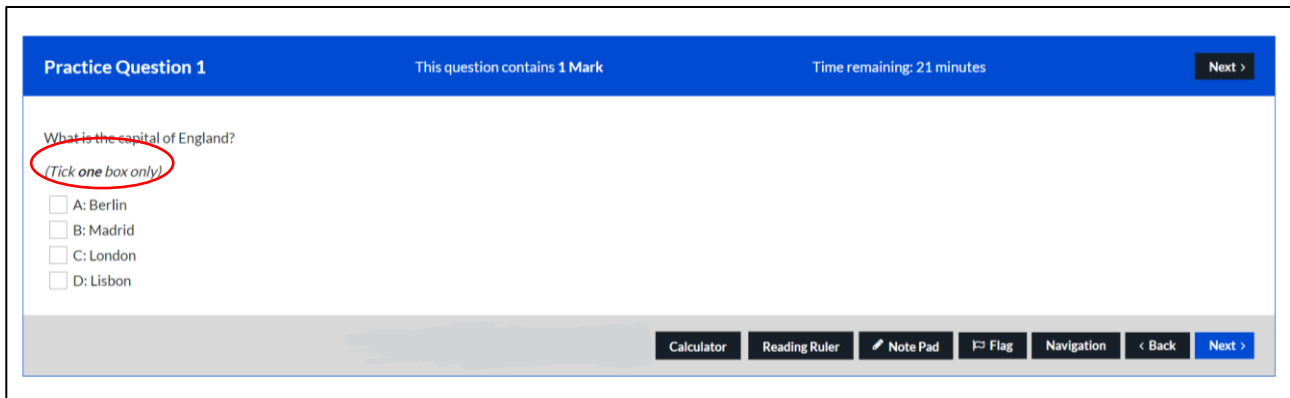 Practice Question 1 This question contains 1 Mark Time remaining: 21 minutes Next >
What is the capital of England?
(Tick one box only)
A: Berlin
B: Madrid
C: London
D: Lisbon
Calculator Reading Ruler Note Pad Flag Navigation < Back Next >